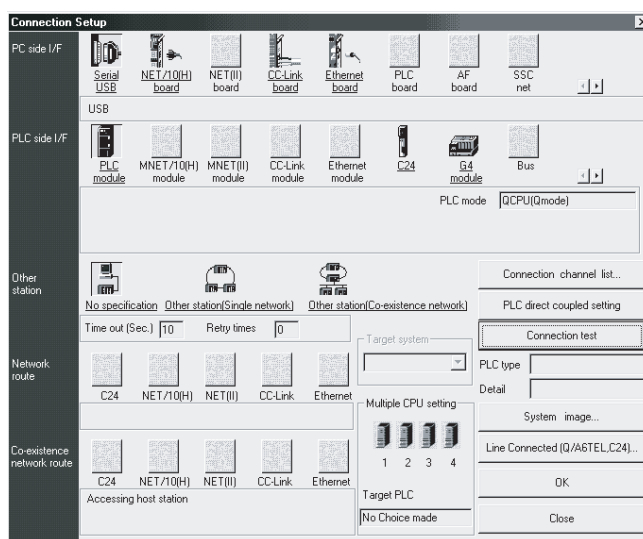 Connection Setup
PC side I/F
Serial USB
NET/10(H) board
NET(II) board
CC-Link board
Ethernet board
PLC board
AF board
SSC net
USB
PLC side I/F
PLC module
MNET/10(H) module
MNET(II) module
CC-Link module
Ethernet module
C24
G4 module
Bus
PLC mode QCPU(Qmode)
Other station
No specification
Other station(Single network)
Other station(Co-existence network)
Time out (Sec.) 10 Retry times 0
Target system
Network route
C24
NET/10(H)
NET(II)
CC-Link
Ethernet
Co-existence network route
C24
NET/10(H)
NET(II)
CC-Link
Ethernet
Accessing host station
Multiple CPU setting
1 2 3 4
Target PLC
No Choice made
Connection channel list...
PLC direct coupled setting
Connection test
PLC type
Detail
System image...
Line Connected (Q/A6TEL,C24)...
OK
Close